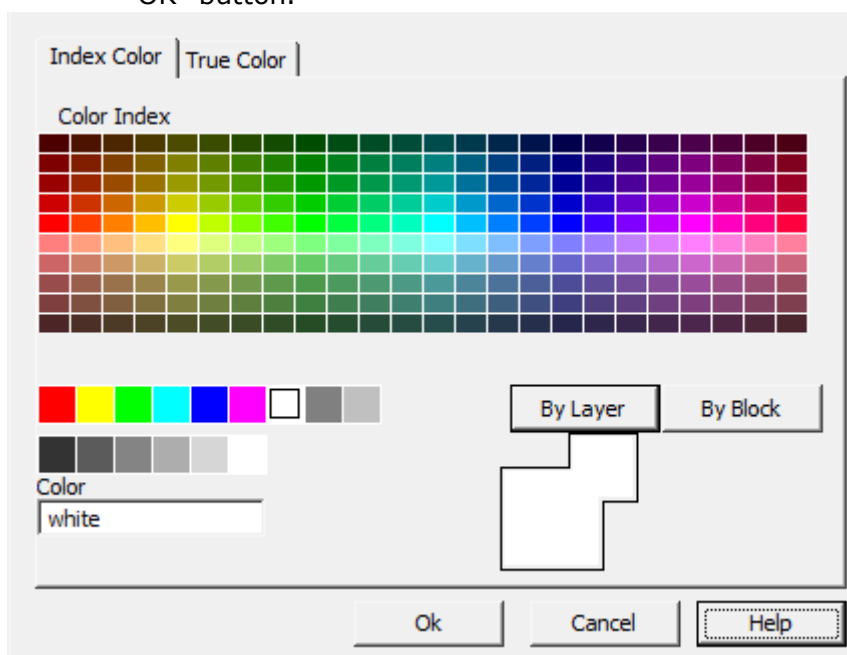 OK" button.
Index Color True Color
Color Index
By Layer By Block
Color
white
Ok Cancel Help